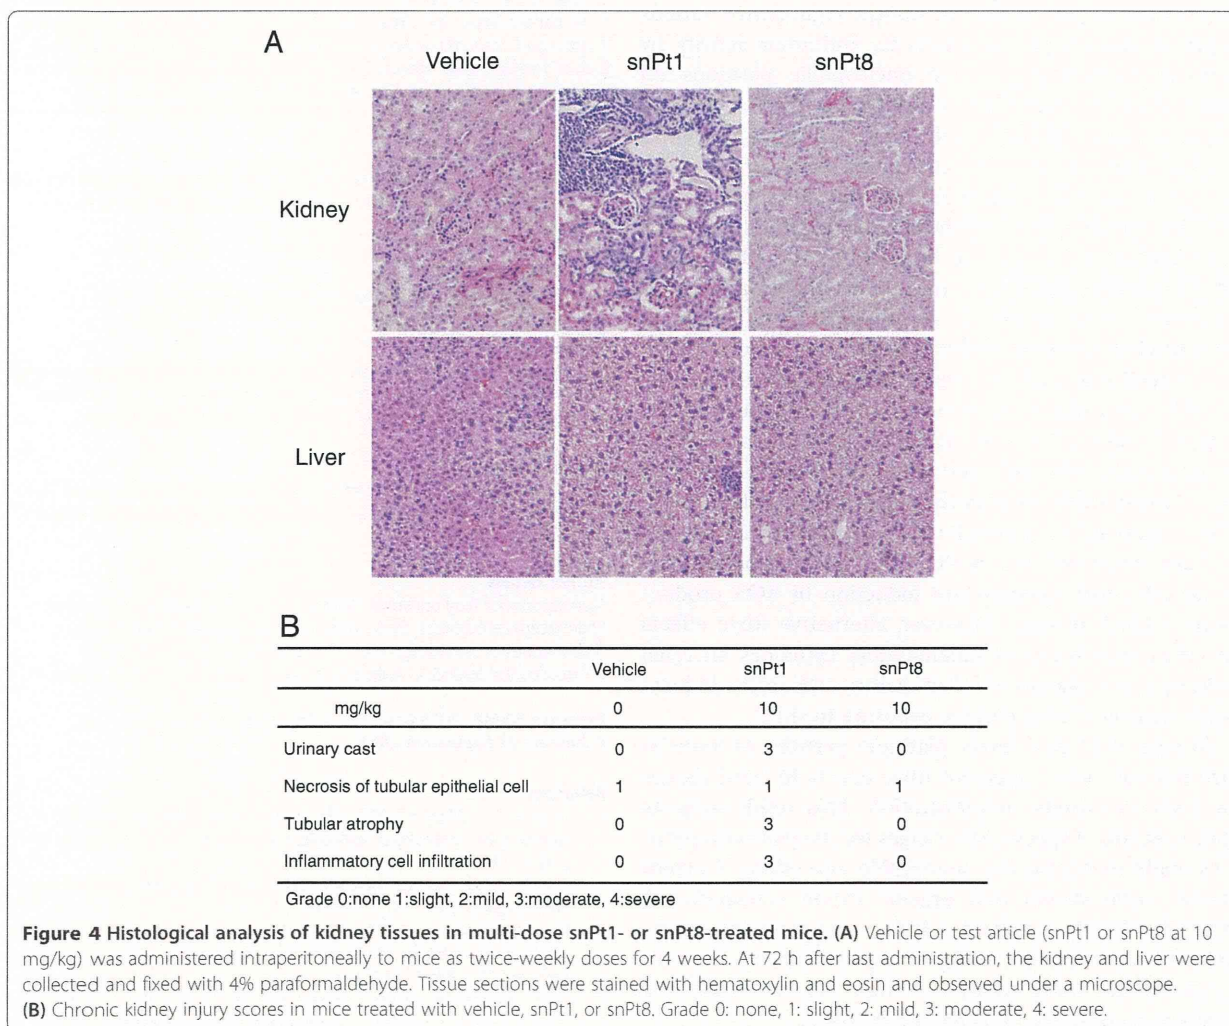 A
Vehicle snPt1 snPt8
Kidney
Liver
B
Vehicle snPt1 snPt8
mg/kg 0 10 10
Urinary cast 0 3 0
Necrosis of tubular epithelial cell 1 1 1
Tubular atrophy 0 3 0
Inflammatory cell infiltration 0 3 0
Grade 0:none 1:slight, 2:mild, 3:moderate, 4:severe
Figure 4 Histological analysis of kidney tissues in multi-dose snPt1- or snPt8-treated mice. (A) Vehicle or test article (snPt1 or snPt8 at 10
mg/kg) was administered intraperitoneally to mice as twice-weekly doses for 4 weeks. At 72 h after last administration, the kidney and liver were
collected and fixed with 4% paraformaldehyde. Tissue sections were stained with hematoxylin and eosin and observed under a microscope.
(B) Chronic kidney injury scores in mice treated with vehicle, snPt1, or snPt8. Grade 0: none, 1: slight, 2: mild, 3: moderate, 4: severe.